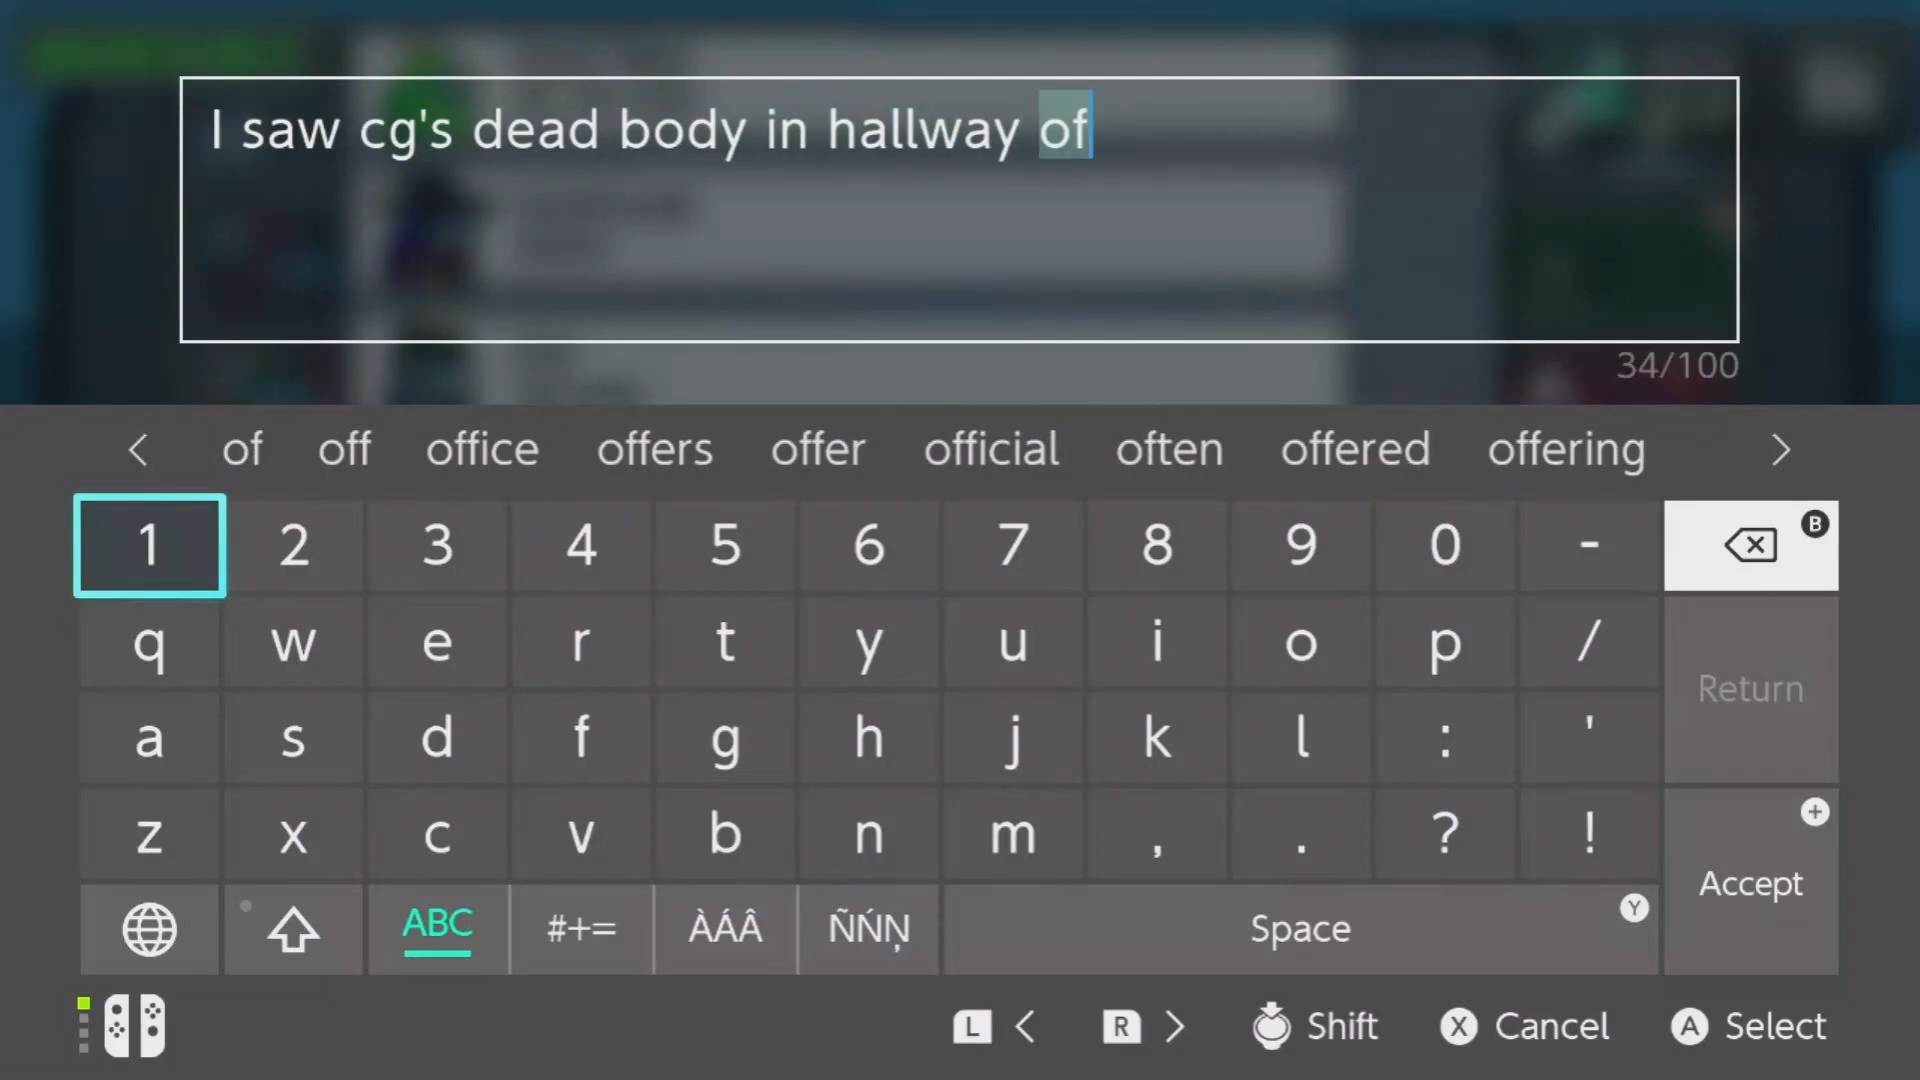 I saw cg's dead body in hallway of
34/100
< of off office offers offer official often offered offering >
1 2 3 4 5 6 7 8 9 0 - B
q w e r t y u i o p /
Return
a s d f g h j k l : '
z x c v b n m , . ? ! +
Accept
ABC #+= ÀÁÂ ÑŃŅ Space Y
L < R > Shift X Cancel A Select